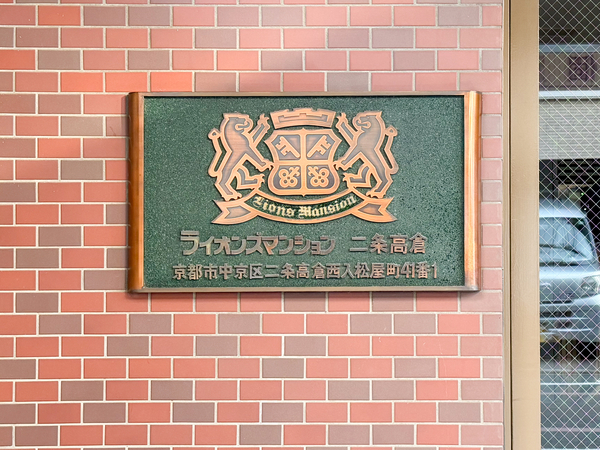 Lions Mansion
ライオンズマンション 二条高倉
京都市中京区二条高倉西入松屋町41番1